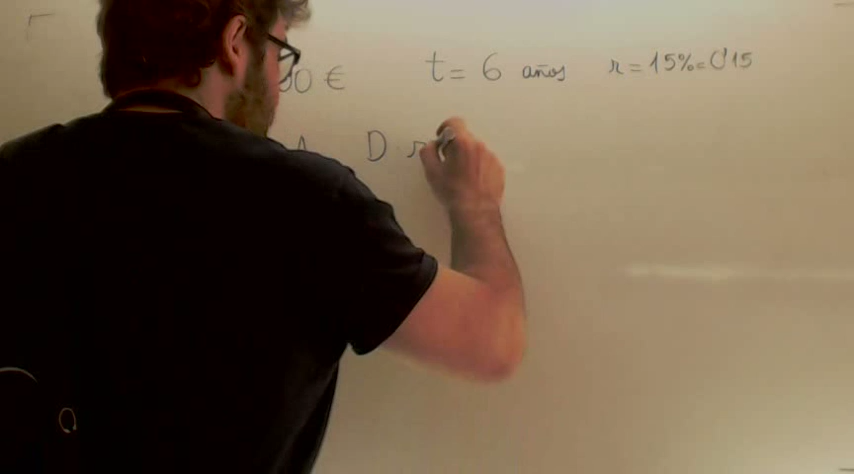 00 € t = 6 años r = 15% = 0'15
A D r